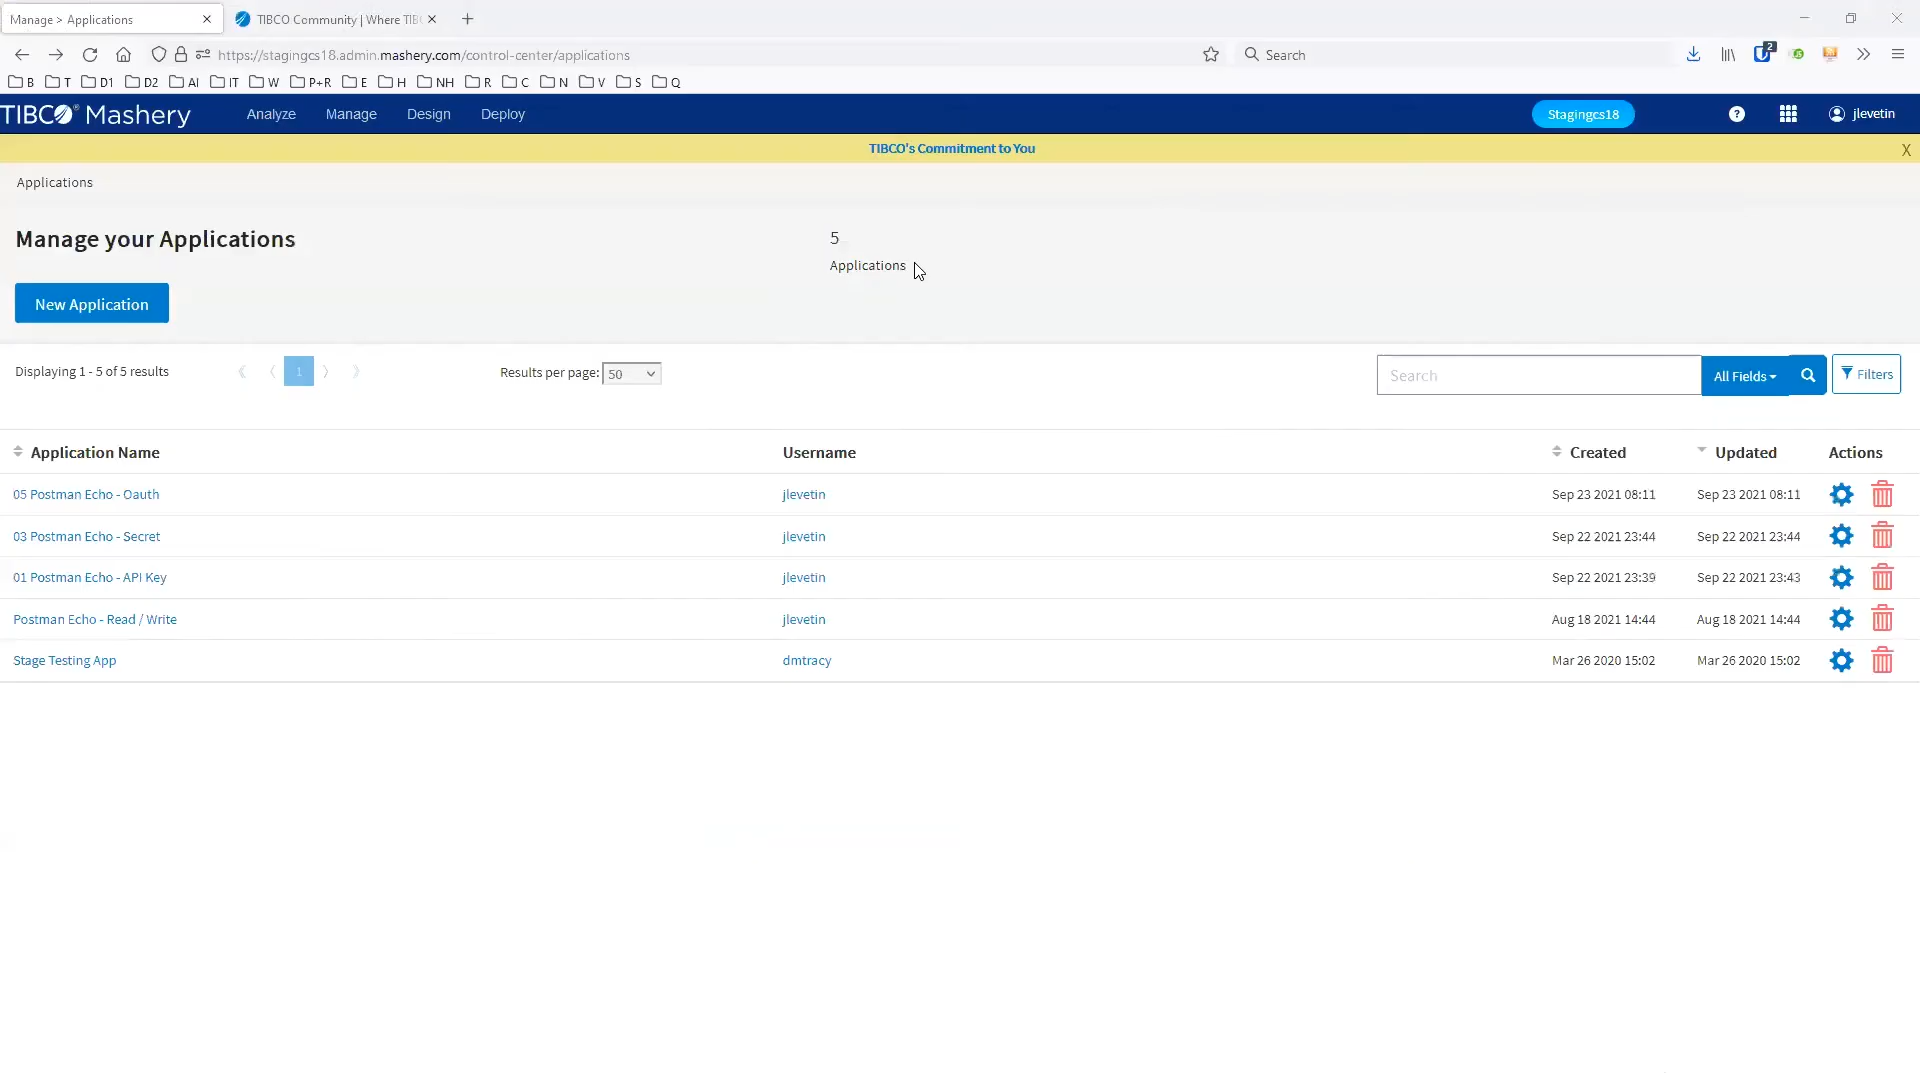 Manage > Applications
TIBCO Community | Where TIB
https://stagingcs18.admin.mashery.com/control-center/applications
Search
2
B T D1 D2 AI IT W P+R E H NH R C N V S Q
TIBCO® Mashery
Analyze Manage Design Deploy
Stagingcs18
? jlevetin
TIBCO's Commitment to You
X
Applications
Manage your Applications
5
Applications
New Application
Displaying 1 - 5 of 5 results
1
Results per page: 50
Search
All Fields
Filters
Application Name Username Created Updated Actions
05 Postman Echo - Oauth jlevetin Sep 23 2021 08:11 Sep 23 2021 08:11
03 Postman Echo - Secret jlevetin Sep 22 2021 23:44 Sep 22 2021 23:44
01 Postman Echo - API Key jlevetin Sep 22 2021 23:39 Sep 22 2021 23:43
Postman Echo - Read / Write jlevetin Aug 18 2021 14:44 Aug 18 2021 14:44
Stage Testing App dmtracy Mar 26 2020 15:02 Mar 26 2020 15:02